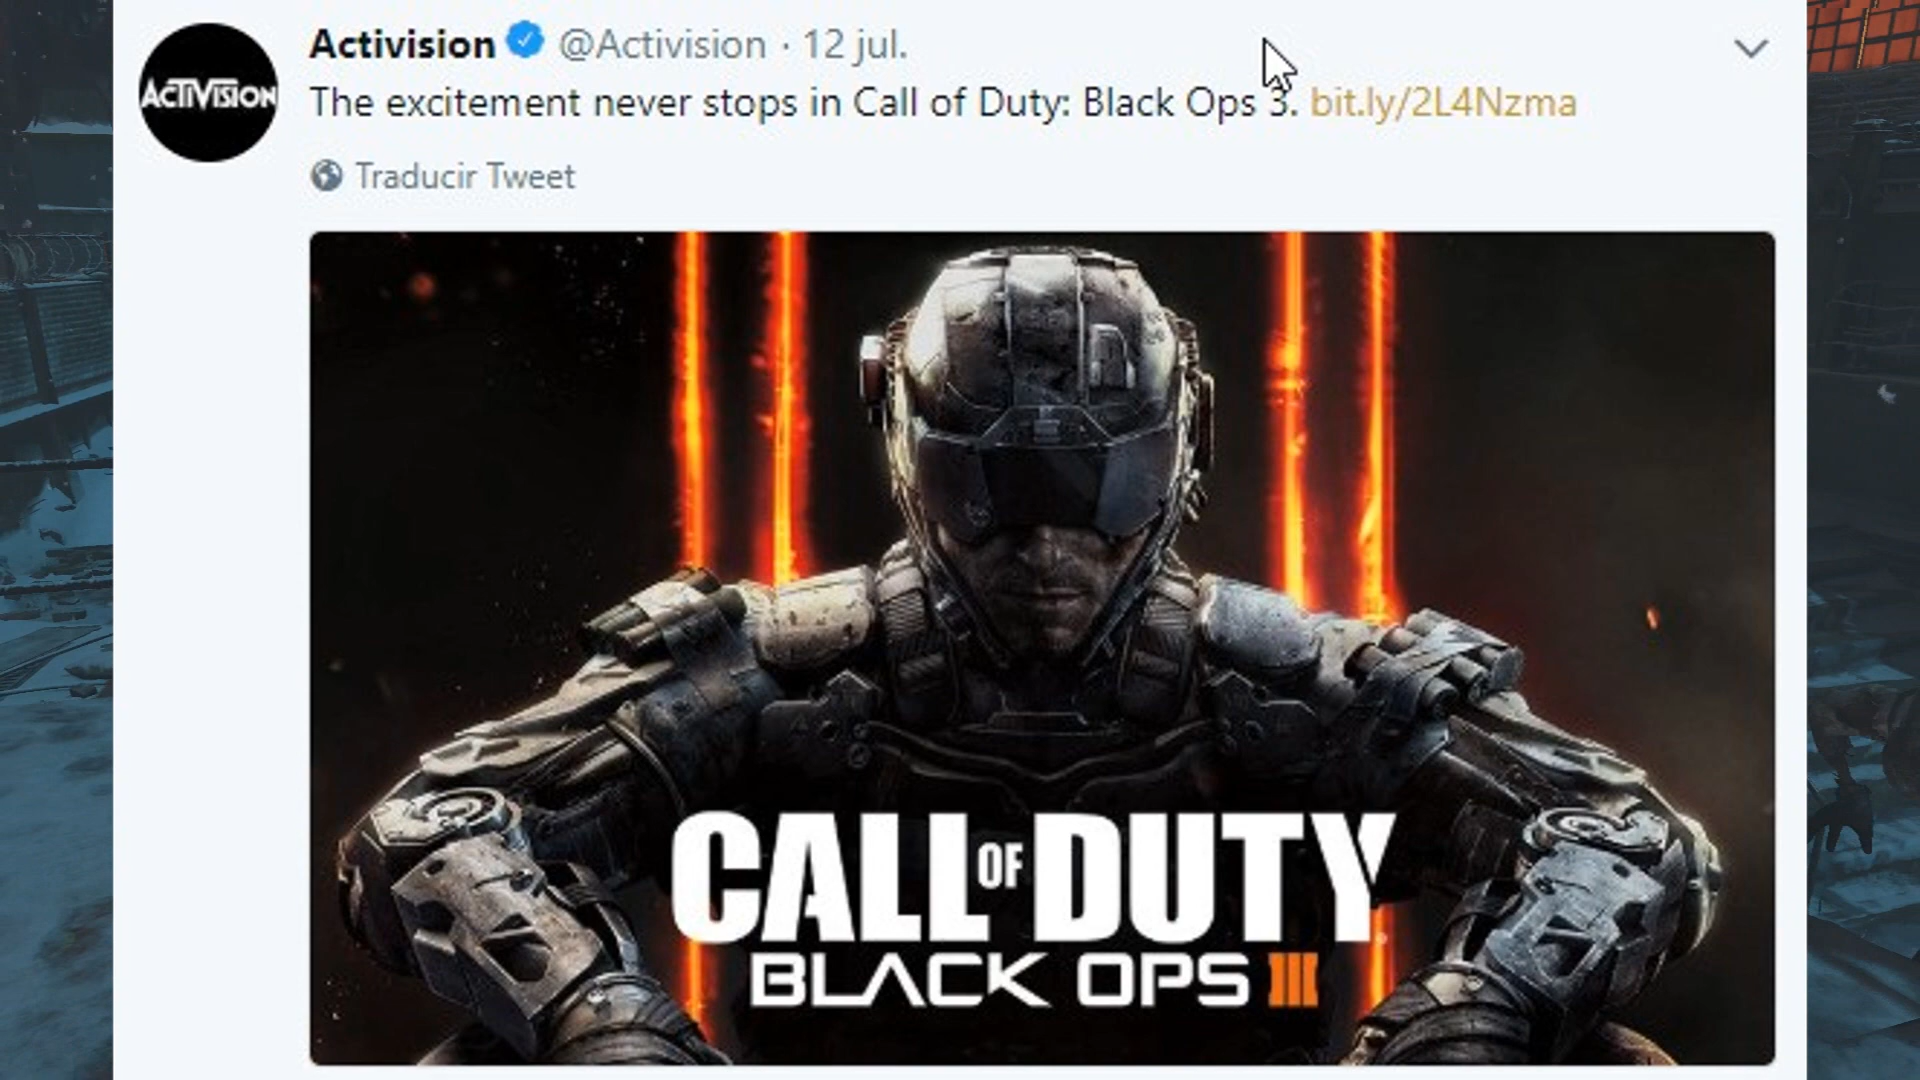 ACTIVISION
Activision @Activision · 12 jul.
The excitement never stops in Call of Duty: Black Ops 3. bit.ly/2L4Nzma
Traducir Tweet
CALL OF DUTY
BLACK OPS III